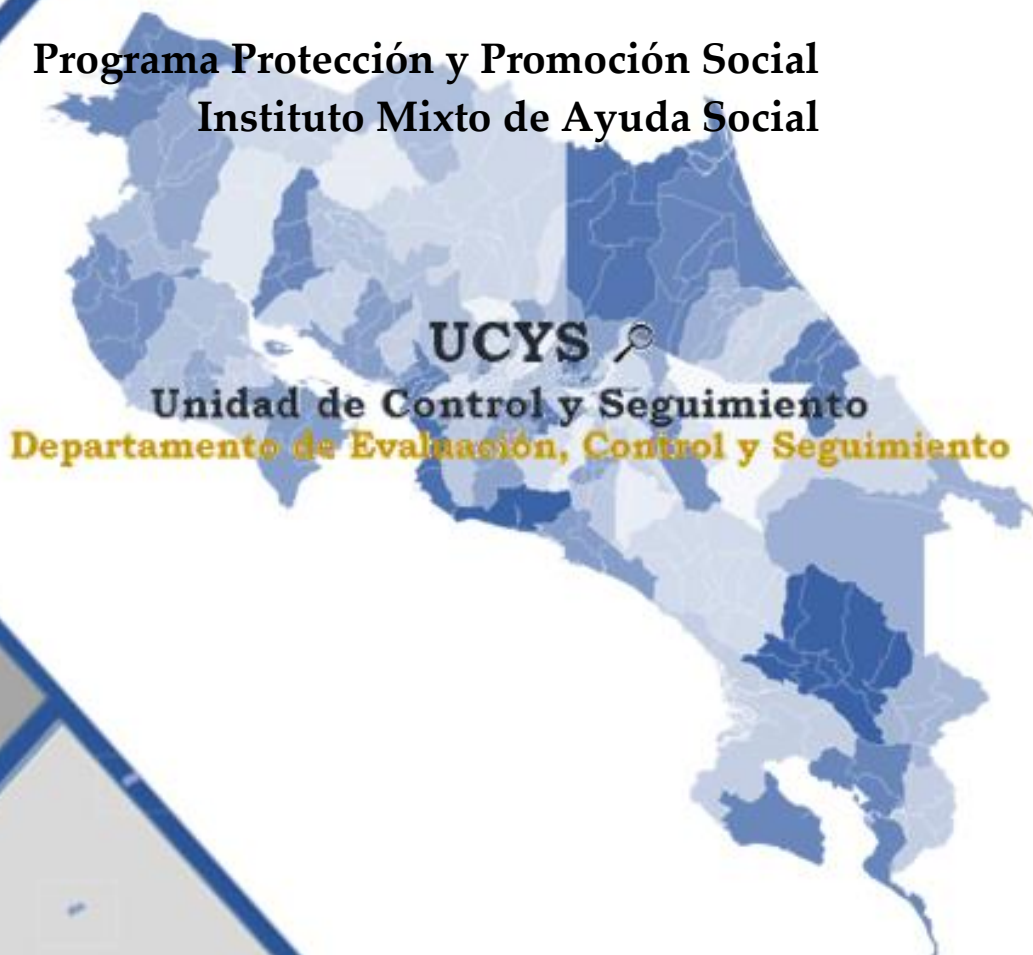 Programa Protección y Promoción Social
Instituto Mixto de Ayuda Social
UCYS
Unidad de Control y Seguimiento
Departamento de Evaluación, Control y Seguimiento